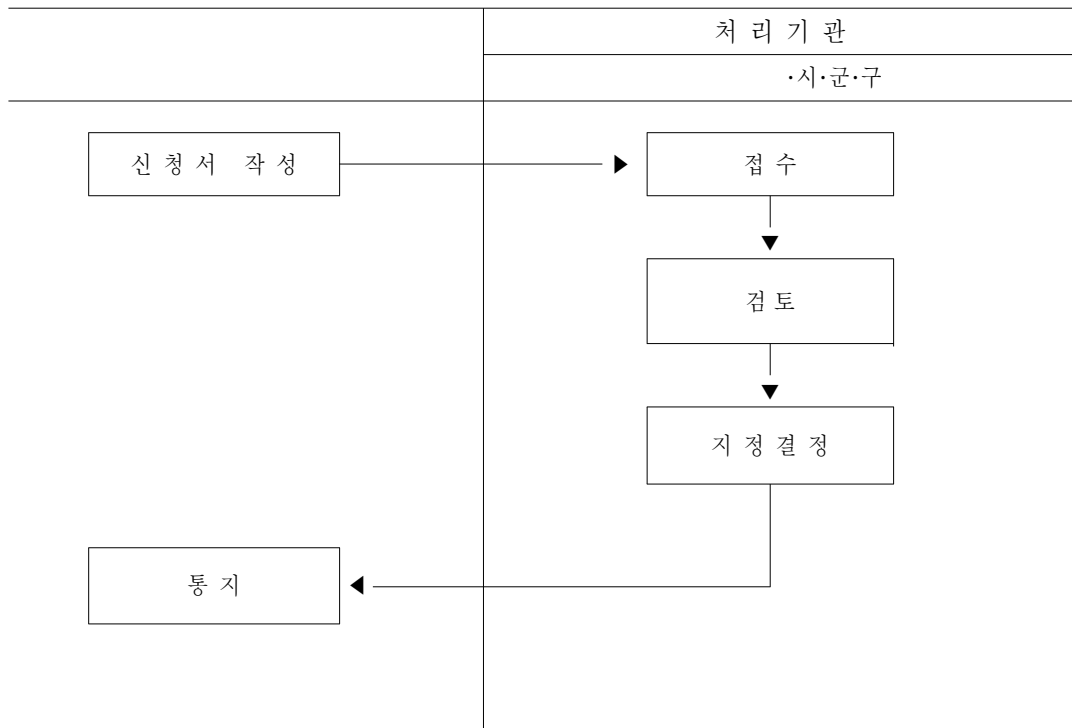 처 리 기 관
·시·군·구
신 청 서 작 성
접 수
검 토
지 정 결 정
통 지